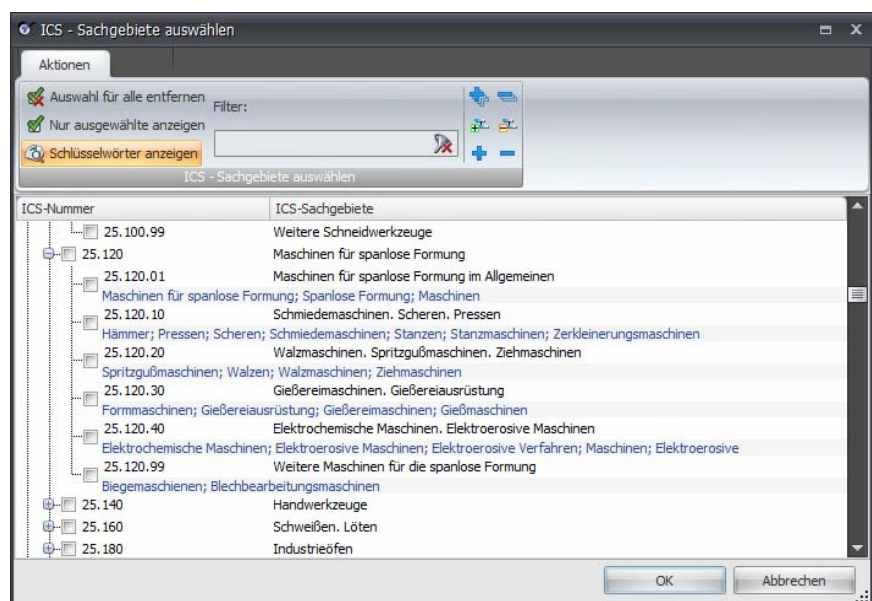 ICS - Sachgebiete auswählen
Aktionen
Auswahl für alle entfernen
Nur ausgewählte anzeigen
Schlüsselwörter anzeigen
Filter:
ICS - Sachgebiete auswählen
ICS-Nummer ICS-Sachgebiete
25.100.99 Weitere Schneidwerkzeuge
25.120 Maschinen für spanlose Formung
25.120.01 Maschinen für spanlose Formung im Allgemeinen
Maschinen für spanlose Formung; Spanlose Formung; Maschinen
25.120.10 Schmiedemaschinen. Scheren. Pressen
Hämmer; Pressen; Scheren; Schmiedemaschinen; Stanzen; Stanzmaschinen; Zerkleinerungsmaschinen
25.120.20 Walzmaschinen. Spritzgußmaschinen. Ziehmaschinen
Spritzgußmaschinen; Walzen; Walzmaschinen; Ziehmaschinen
25.120.30 Gießereimaschinen. Gießereiausrüstung
Formmaschinen; Gießereiausrüstung; Gießereimaschinen; Gießmaschinen
25.120.40 Elektrochemische Maschinen. Elektroerosive Maschinen
Elektrochemische Maschinen; Elektroerosive Maschinen; Elektroerosive Verfahren; Maschinen; Elektroerosive
25.120.99 Weitere Maschinen für die spanlose Formung
Biegemaschienen; Blechbearbeitungsmaschinen
25.140 Handwerkzeuge
25.160 Schweißen. Löten
25.180 Industrieöfen
OK Abbrechen